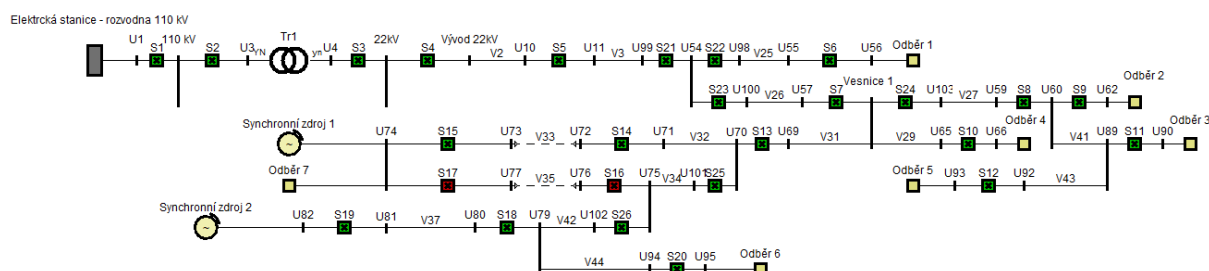 Elektrcká stanice - rozvodna 110 kV
U1 S1 110 kV S2 U3 YN Tr1 yn U4 S3 22kV S4 Vývod 22kV V2 U10 S5 U11 V3 U99 S21 U54 S22 U98 V25 U55 S6 U56 Odběr 1
S23 U100 V26 U57 S7 Vesnice 1 S24 U103 V27 U59 S8 U60 S9 U62 Odběr 2
Synchronní zdroj 1 U74 S15 U73 V33 U72 S14 U71 V32 U70 S13 U69 V31 V29 U65 S10 U66 Odběr 4 V41 U89 S11 U90 Odběr 3
Odběr 7 S17 U77 V35 U76 S16 U75 V34 U101 S25 Odběr 5 U93 S12 U92 V43
Synchronní zdroj 2 U82 S19 U81 V37 U80 S18 U79 V42 U102 S26
V44 U94 S20 U95 Odběr 6